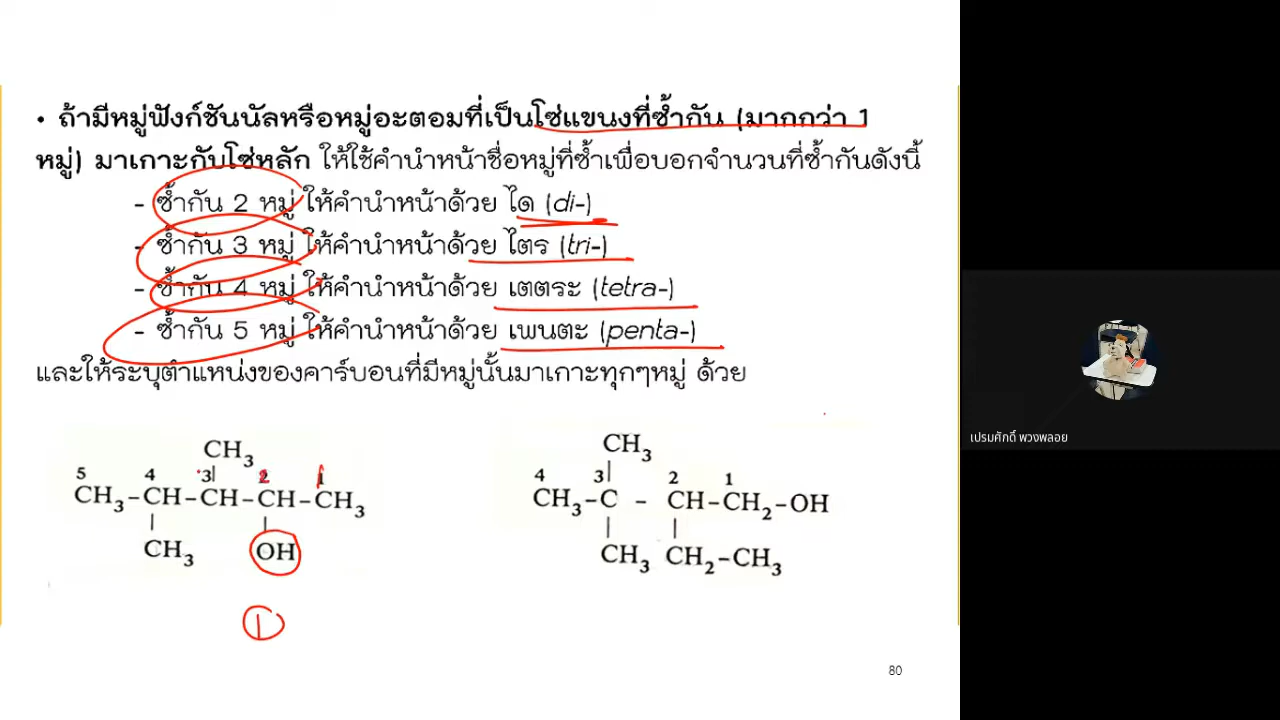 • ถ้ามีหมู่ฟังก์ชันนัลหรือหมู่อะตอมที่เป็นโซ่แขนงที่ซ้ำกัน (มากกว่า 1
หมู่) มาเกาะกับโซ่หลัก ให้ใช้คำนำหน้าชื่อหมู่ที่ซ้ำเพื่อบอกจำนวนที่ซ้ำกันดังนี้
- ซ้ำกัน 2 หมู่ ให้คำนำหน้าด้วย ได (di-)
- ซ้ำกัน 3 หมู่ ให้คำนำหน้าด้วย ไตร (tri-)
- ซ้ำกัน 4 หมู่ ให้คำนำหน้าด้วย เตตระ (tetra-)
- ซ้ำกัน 5 หมู่ ให้คำนำหน้าด้วย เพนตะ (penta-)
และให้ระบุตำแหน่งของคาร์บอนที่มีหมู่นั้นมาเกาะทุกๆหมู่ ด้วย
CH₃
5 4 3 2 1
CH₃-CH-CH-CH-CH₃
CH₃ OH
1
CH₃
4 3 2 1
CH₃-C - CH-CH₂-OH
CH₃ CH₂-CH₃
80
เปรมศักดิ์ พวงพลอย